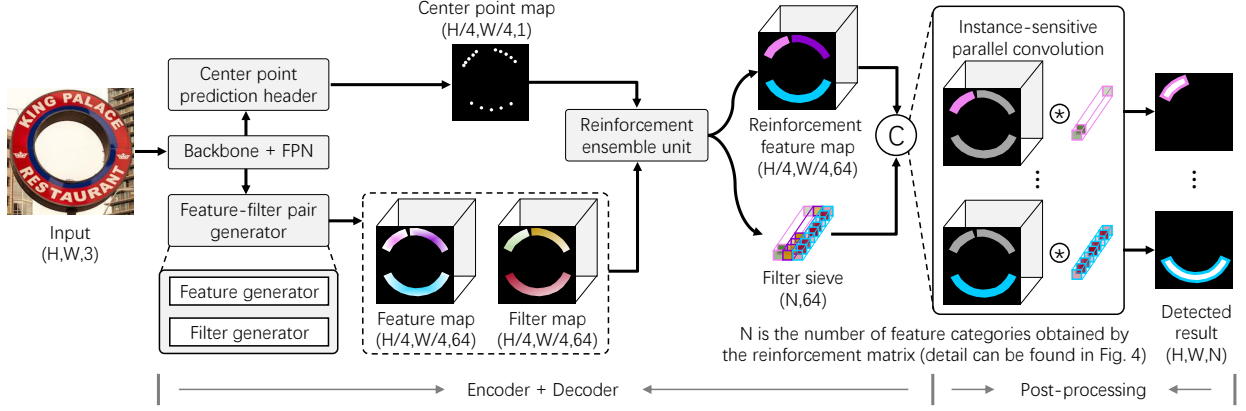 Center point map
(H/4,W/4,1)
Center point
prediction header
Backbone + FPN
Feature-filter pair
generator
Feature generator
Filter generator
KING PALACE
RESTAURANT
Input
(H,W,3)
Feature map
(H/4,W/4,64)
Filter map
(H/4,W/4,64)
Reinforcement
ensemble unit
Reinforcement
feature map
(H/4,W/4,64)
Filter sieve
(N,64)
C
Instance-sensitive
parallel convolution
Detected
result
(H,W,N)
N is the number of feature categories obtained by
the reinforcement matrix (detail can be found in Fig. 4)
Encoder + Decoder
Post-processing